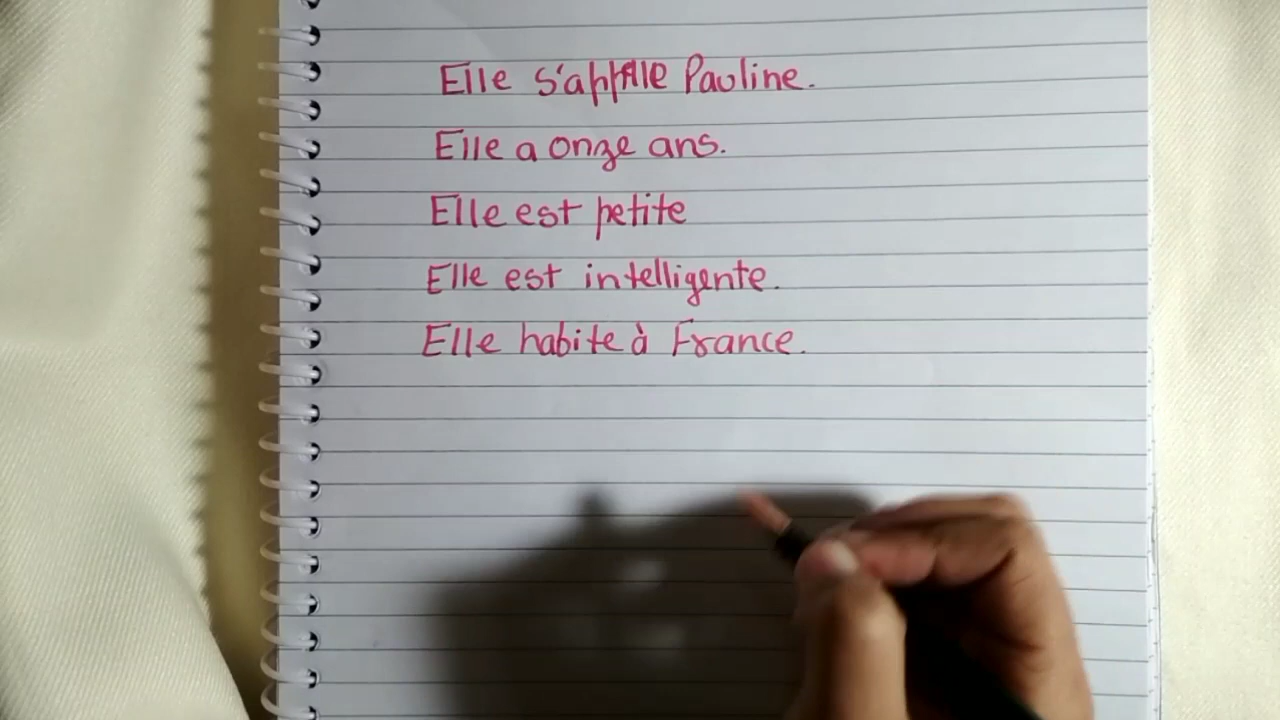 Elle s'appelle Pauline.
Elle a onze ans.
Elle est petite
Elle est intelligente.
Elle habite à France.